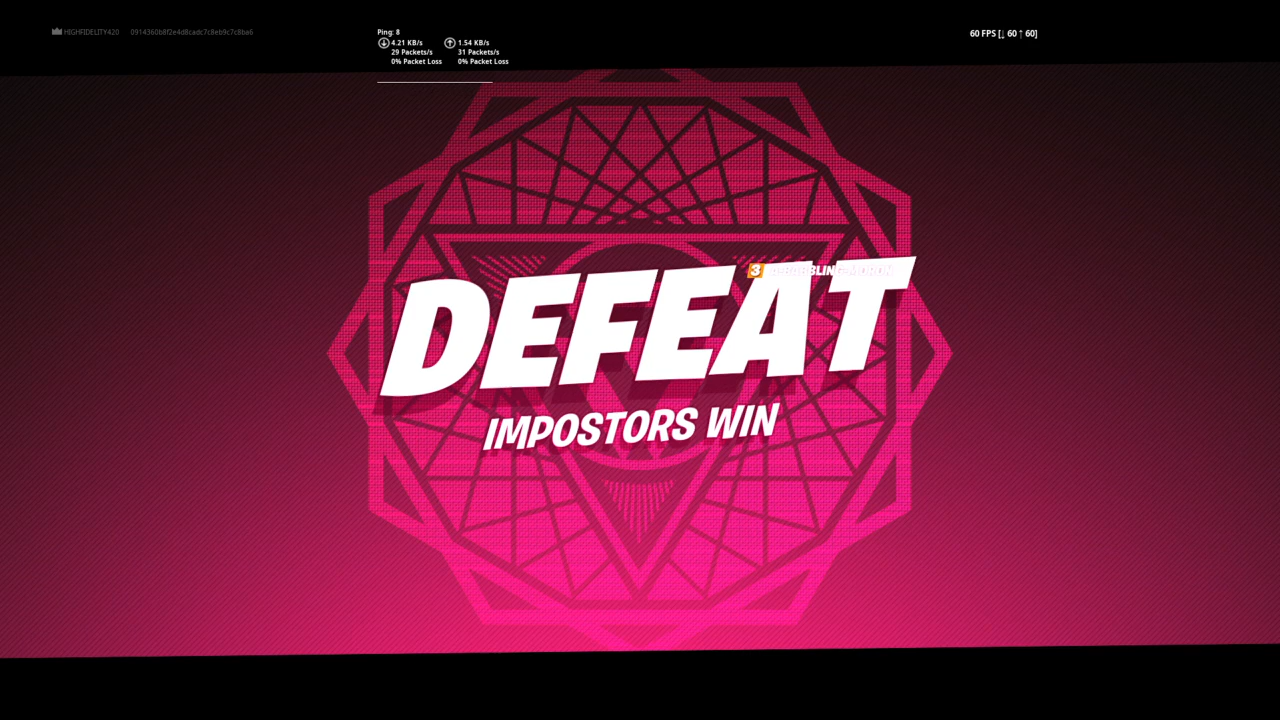 HIGHFIDELITY420 0914360b8f2e4d8cadc7c8eb9c7c8ba6
Ping: 8
4.21 KB/s 1.54 KB/s
29 Packets/s 31 Packets/s
0% Packet Loss 0% Packet Loss
60 FPS [↓ 60 ↑ 60]
3
DEFEAT
IMPOSTORS WIN